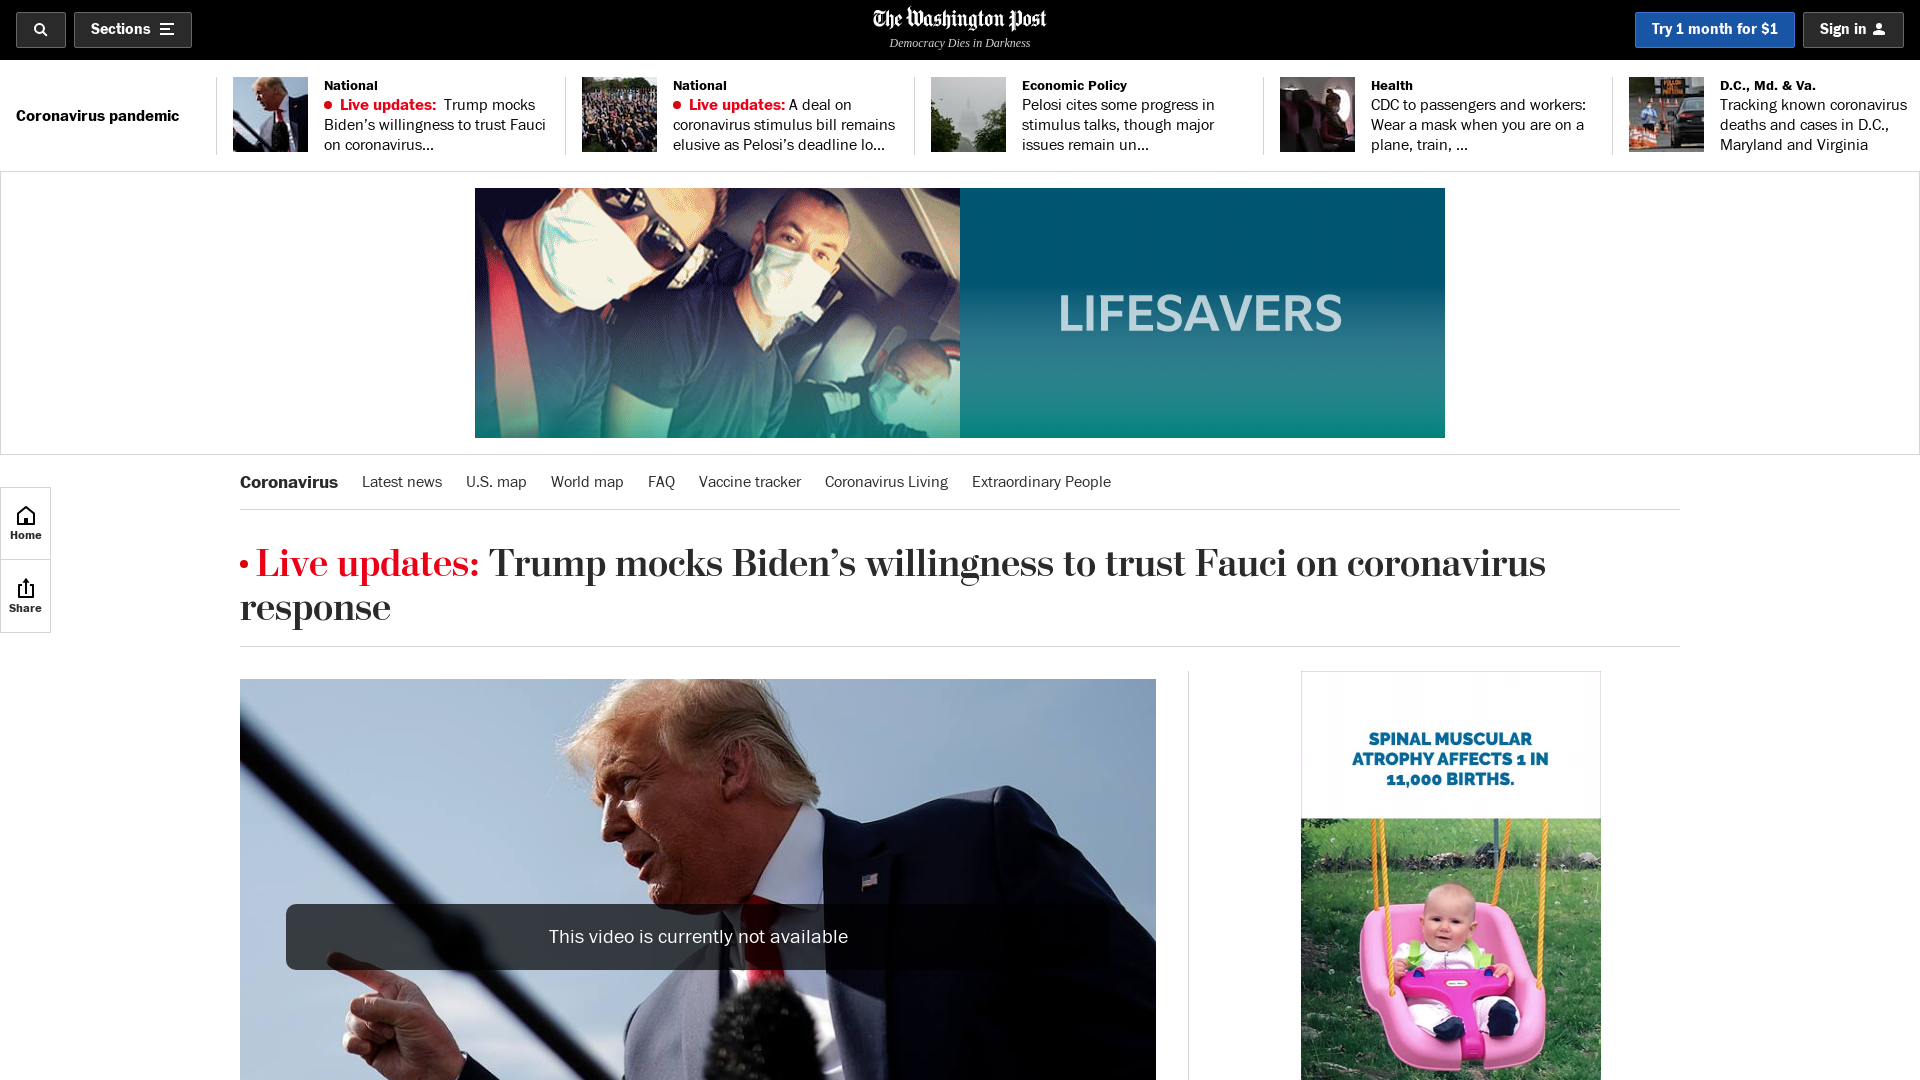 Sections
The Washington Post
Democracy Dies in Darkness
Try 1 month for $1
Sign in
Coronavirus pandemic
National
Live updates: Trump mocks
Biden’s willingness to trust Fauci
on coronavirus...
National
Live updates: A deal on
coronavirus stimulus bill remains
elusive as Pelosi’s deadline lo...
Economic Policy
Pelosi cites some progress in
stimulus talks, though major
issues remain un...
Health
CDC to passengers and workers:
Wear a mask when you are on a
plane, train, ...
D.C., Md. & Va.
Tracking known coronavirus
deaths and cases in D.C.,
Maryland and Virginia
LIFESAVERS
Coronavirus
Latest news
U.S. map
World map
FAQ
Vaccine tracker
Coronavirus Living
Extraordinary People
Home
Share
Live updates: Trump mocks Biden’s willingness to trust Fauci on coronavirus
response
This video is currently not available
SPINAL MUSCULAR
ATROPHY AFFECTS 1 IN
11,000 BIRTHS.